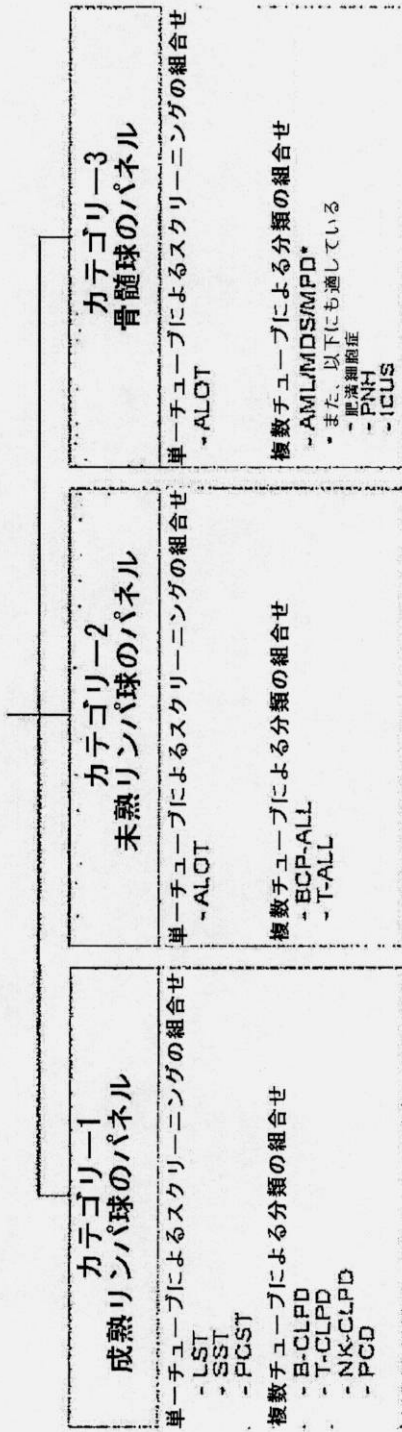 カテゴリー1
成熟リンパ球のパネル
単一チューブによるスクリーニングの組合せ
- LST
- SST
- PCST
複数チューブによる分類の組合せ
- B-CLPD
- T-CLPD
- NK-CLPD
- PCD
カテゴリー2
未熟リンパ球のパネル
単一チューブによるスクリーニングの組合せ
- ALOT
複数チューブによる分類の組合せ
- BCP-ALL
- T-ALL
カテゴリー3
骨髄球のパネル
単一チューブによるスクリーニングの組合せ
- ALOT
複数チューブによる分類の組合せ
- AML/MDS/MPD*
* また、以下にも適している
- 肥満細胞症
- PNH
- ICUS